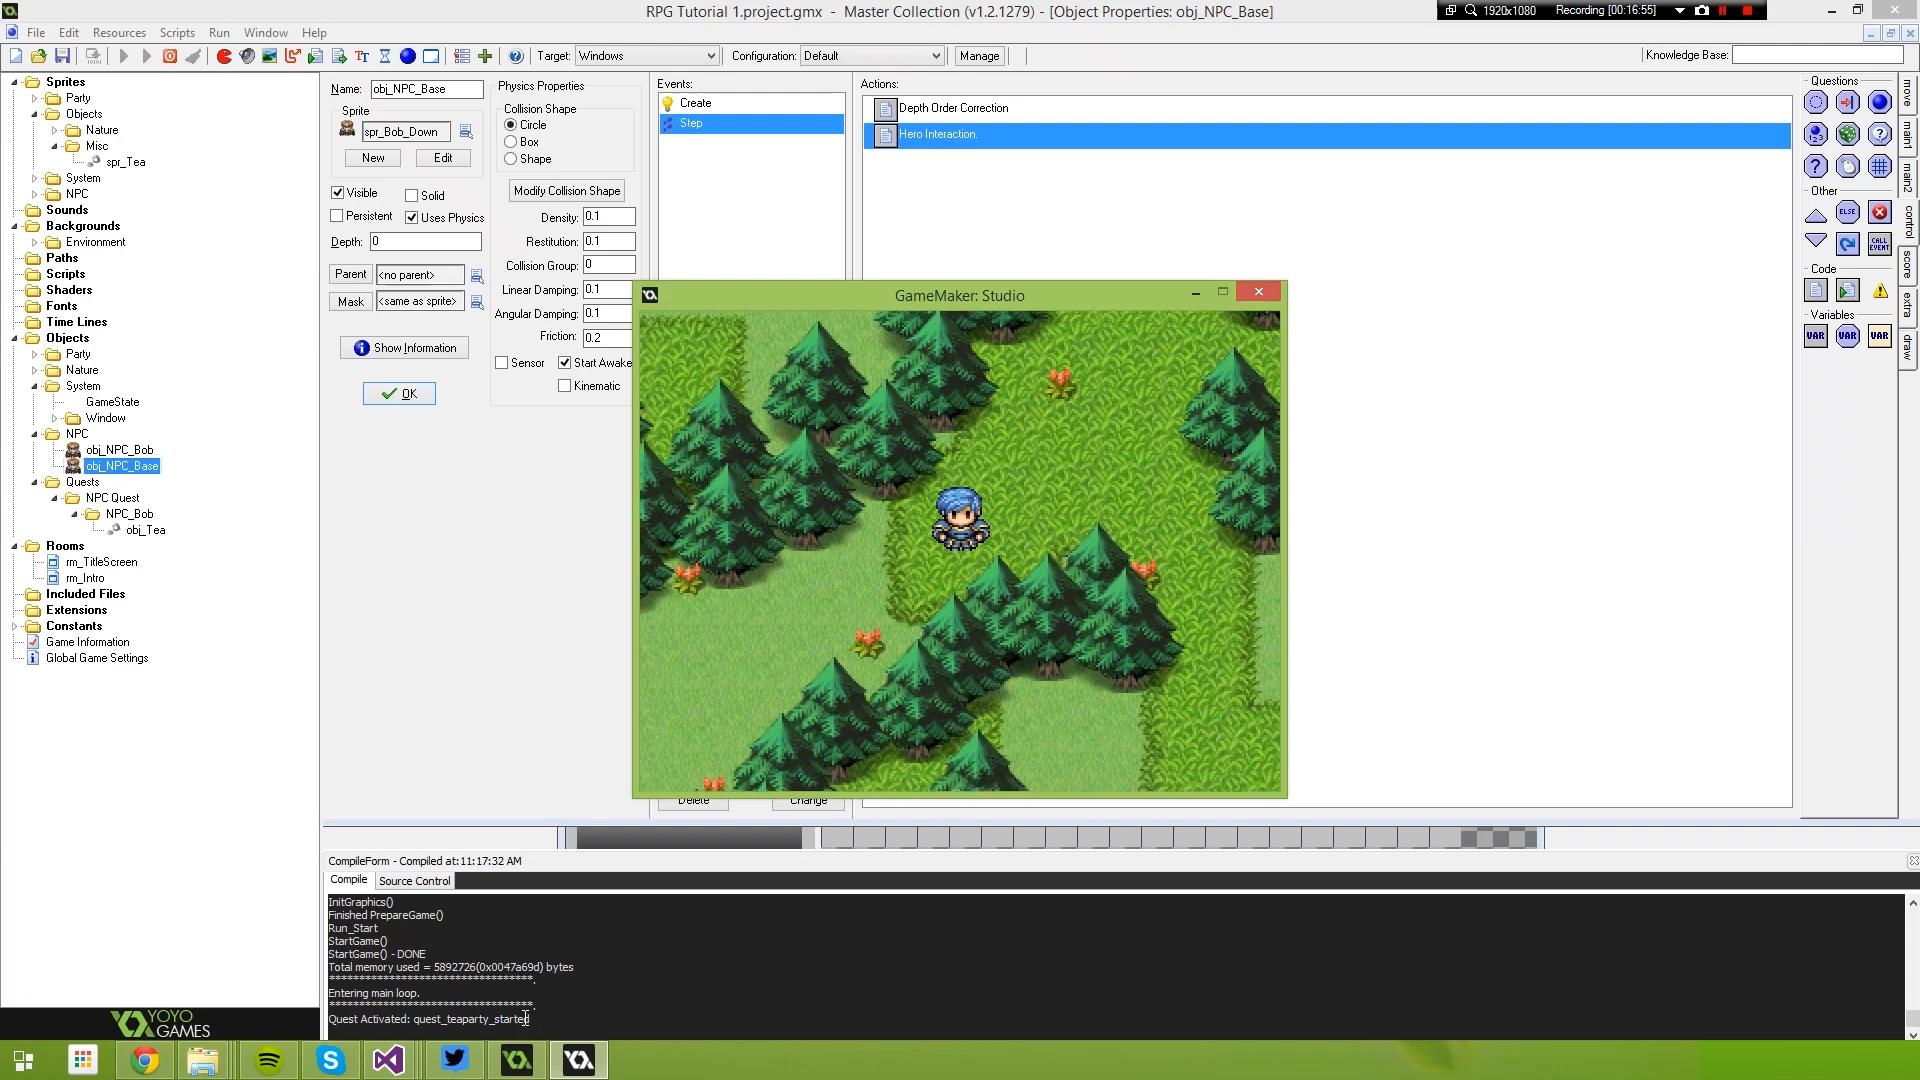 RPG Tutorial 1.project.gmx - Master Collection (v1.2.1279) - [Object Properties: obj_NPC_Base]
1920x1080
Recording [00:16:55]
File Edit Resources Scripts Run Window Help
Target: Windows
Configuration: Default
Manage
Knowledge Base:
Sprites
Party
Objects
Nature
Misc
spr_Tea
System
NPC
Sounds
Backgrounds
Environment
Paths
Scripts
Shaders
Fonts
Time Lines
Objects
Party
Nature
System
GameState
Window
NPC
obj_NPC_Bob
obj_NPC_Base
Quests
NPC Quest
NPC_Bob
obj_Tea
Rooms
rm_TitleScreen
rm_Intro
Included Files
Extensions
Constants
Game Information
Global Game Settings
YOYO
GAMES
Name: obj_NPC_Base
Sprite
spr_Bob_Down
New Edit
Visible Solid
Persistent Uses Physics
Depth: 0
Parent <no parent>
Mask <same as sprite>
Show Information
OK
Physics Properties
Collision Shape
Circle
Box
Shape
Modify Collision Shape
Density: 0.1
Restitution: 0.1
Collision Group: 0
Linear Damping: 0.1
Angular Damping: 0.1
Friction: 0.2
Sensor Start Awake
Kinematic
Events:
Create
Step
Delete Change
Actions:
Depth Order Correction
Hero Interaction.
GameMaker: Studio
Questions
Other
ELSE
CALL
EVENT
Code
Variables
VAR VAR VAR
move
main1
main2
control
score
extra
draw
CompileForm - Compiled at:11:17:32 AM
Compile Source Control
InitGraphics()
Finished PrepareGame()
Run_Start
StartGame()
StartGame() - DONE
Total memory used = 5892726(0x0047a69d) bytes
***********************************.
Entering main loop.
***********************************.
Quest Activated: quest_teaparty_started